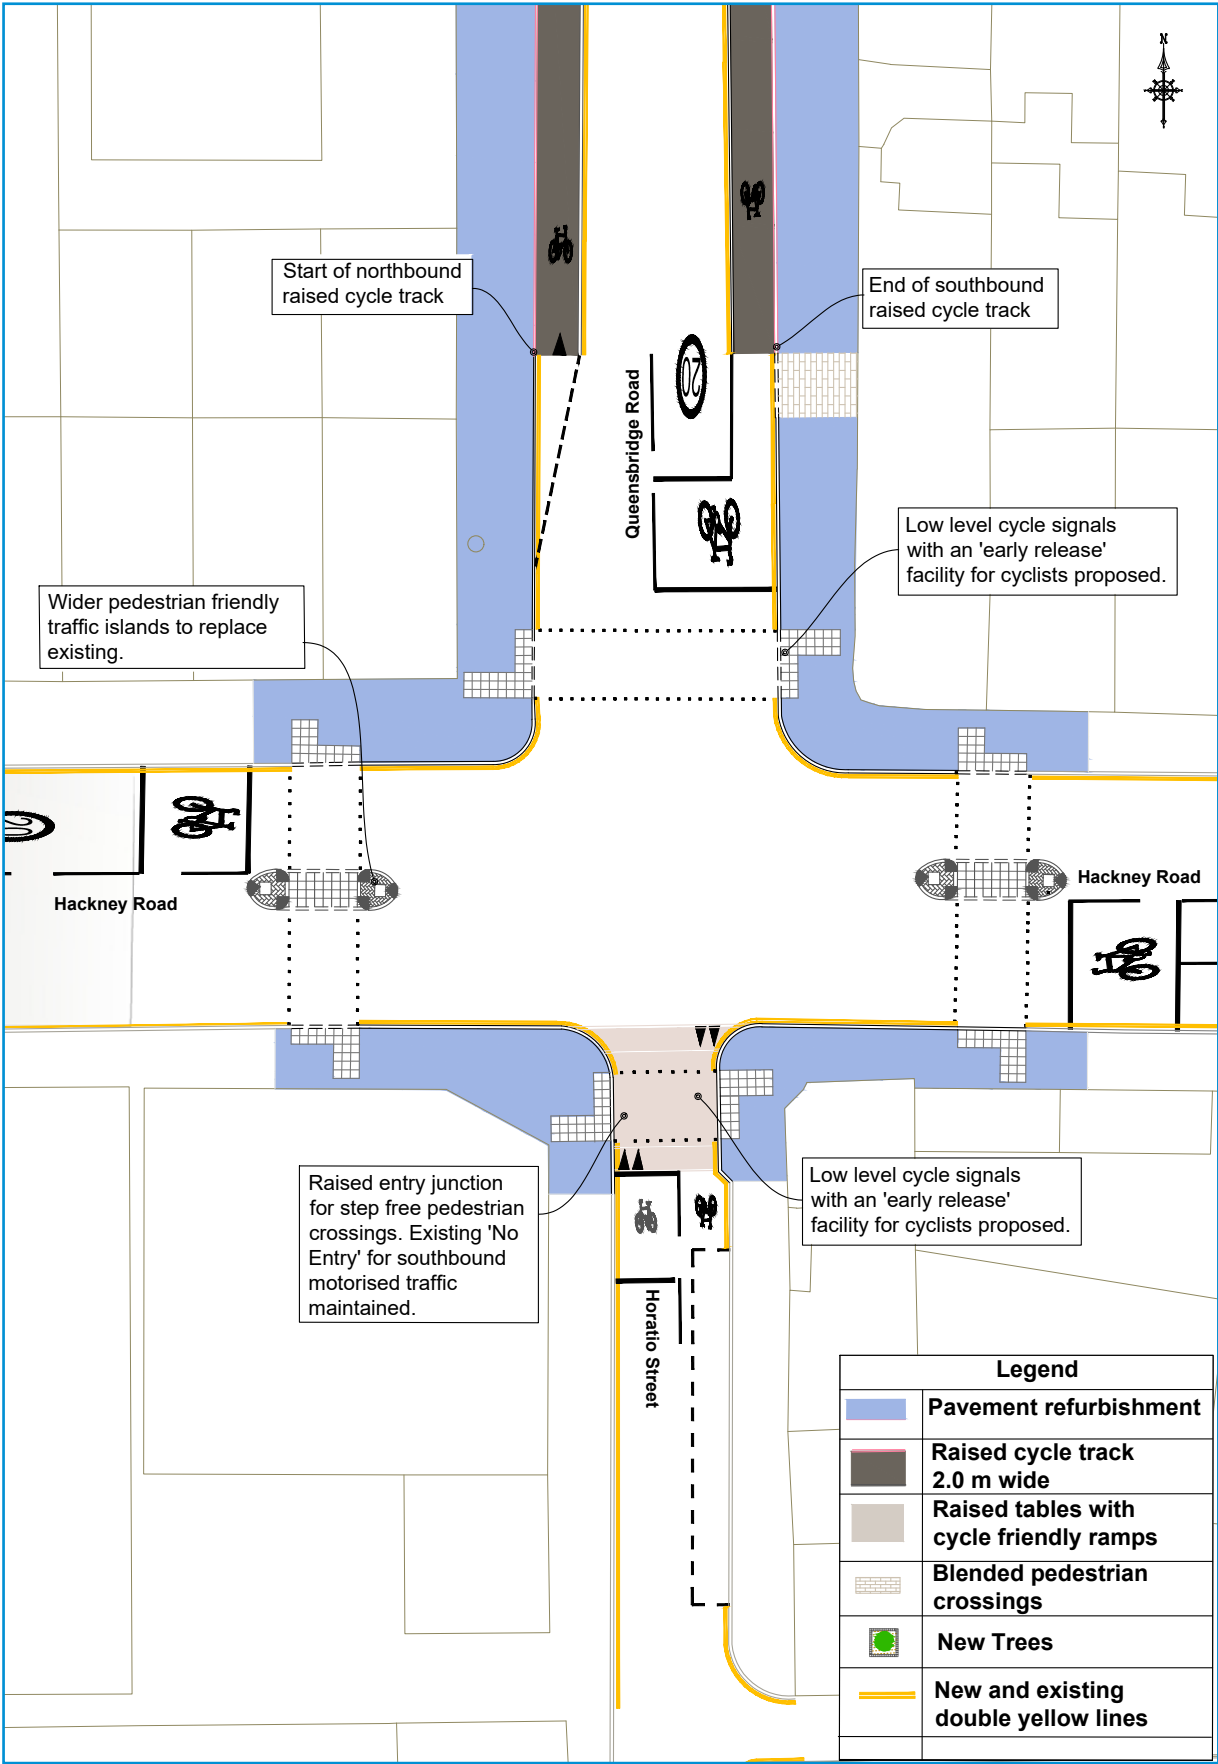 N
Start of northbound
raised cycle track
End of southbound
raised cycle track
20
Queensbridge Road
Low level cycle signals
with an 'early release'
facility for cyclists proposed.
Wider pedestrian friendly
traffic islands to replace
existing.
20
Hackney Road
Hackney Road
Raised entry junction
for step free pedestrian
crossings. Existing 'No
Entry' for southbound
motorised traffic
maintained.
Low level cycle signals
with an 'early release'
facility for cyclists proposed.
Horatio Street
Legend
Pavement refurbishment
Raised cycle track
2.0 m wide
Raised tables with
cycle friendly ramps
Blended pedestrian
crossings
New Trees
New and existing
double yellow lines